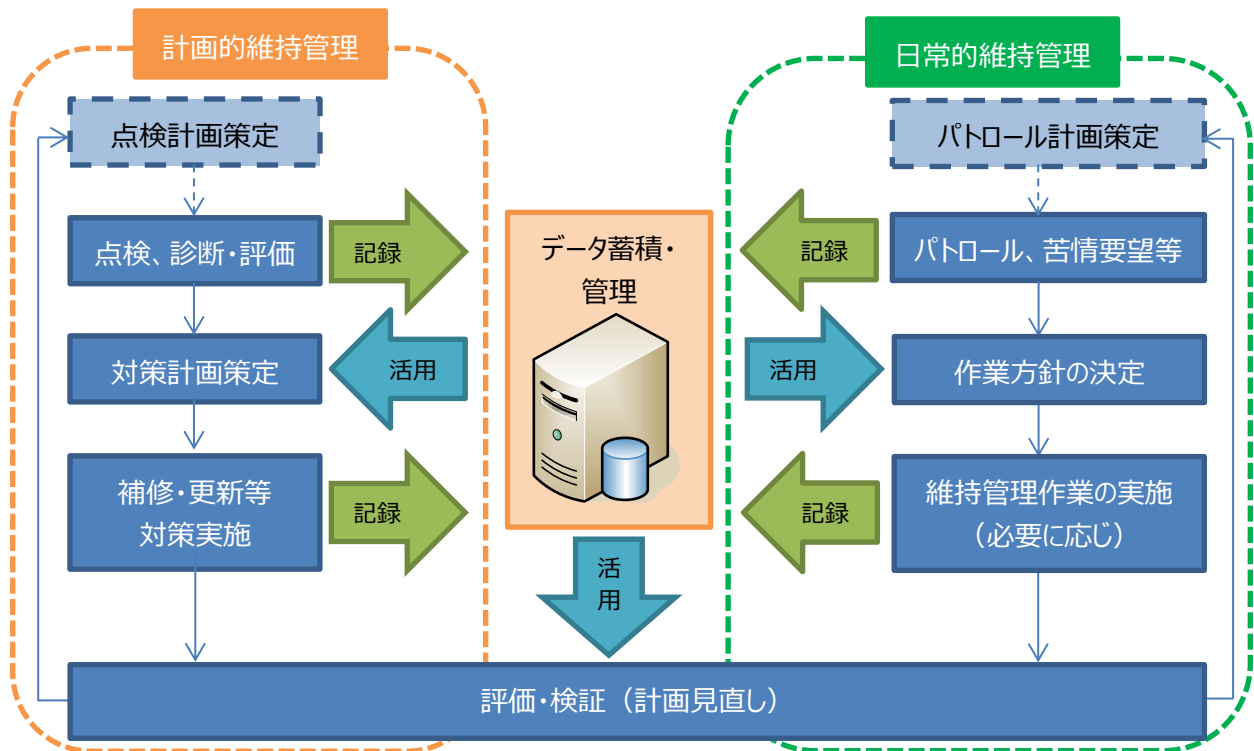 計画的維持管理
日常的維持管理
点検計画策定
パトロール計画策定
点検、診断・評価
記録
データ蓄積・
管理
記録
パトロール、苦情要望等
対策計画策定
活用
活用
作業方針の決定
補修・更新等
対策実施
記録
記録
維持管理作業の実施
（必要に応じ）
活
用
評価・検証（計画見直し）